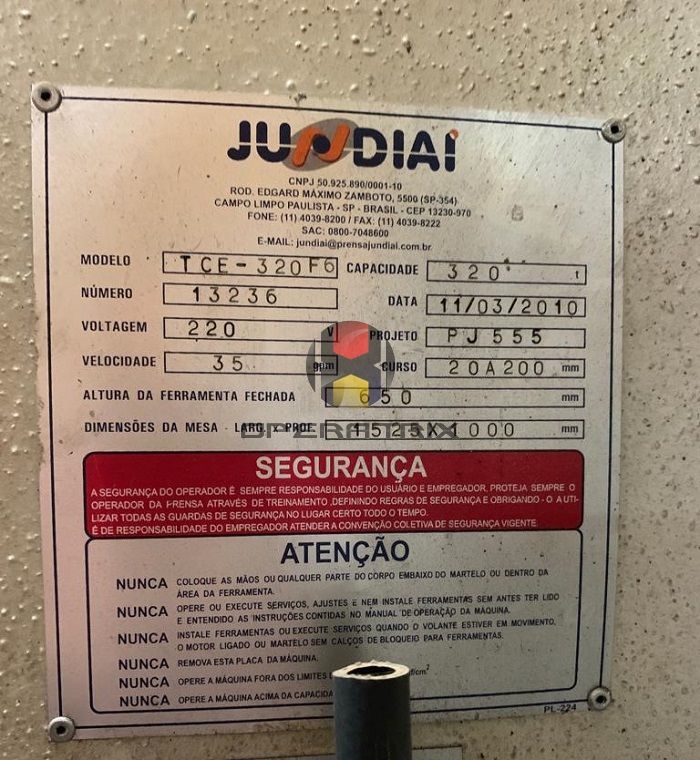 JUNDIAÍ
CNPJ 50.925.890/0001-10
ROD. EDGARD MÁXIMO ZAMBOTO, 5500 (SP-354)
CAMPO LIMPO PAULISTA - SP - BRASIL - CEP 13230-970
FONE: (11) 4039-8200 / FAX: (11) 4039-8222
SAC: 0800-7048600
E-MAIL: jundiai@prensajundiai.com.br
MODELO TCE-320F6 CAPACIDADE 320 t
NÚMERO 13236 DATA 11/03/2010
VOLTAGEM 220 V PROJETO PJ555
VELOCIDADE 35 gpm CURSO 20A200 mm
ALTURA DA FERRAMENTA FECHADA 650 mm
DIMENSÕES DA MESA - LARG. x PROF. 1525X1000 mm
OPERATRIX
SEGURANÇA
A SEGURANÇA DO OPERADOR É SEMPRE RESPONSABILIDADE DO USUÁRIO E EMPREGADOR. PROTEJA SEMPRE O
OPERADOR DA PRENSA ATRAVÉS DE TREINAMENTO ,DEFININDO REGRAS DE SEGURANÇA E OBRIGANDO - O A UTI-
LIZAR TODAS AS GUARDAS DE SEGURANÇA NO LUGAR CERTO TODO O TEMPO.
É DE RESPONSABILIDADE DO EMPREGADOR ATENDER A CONVENÇÃO COLETIVA DE SEGURANÇA VIGENTE.
ATENÇÃO
NUNCA COLOQUE AS MÃOS OU QUALQUER PARTE DO CORPO EMBAIXO DO MARTELO OU DENTRO DA
ÁREA DA FERRAMENTA.
NUNCA OPERE OU EXECUTE SERVIÇOS, AJUSTES E NEM INSTALE FERRAMENTAS SEM ANTES TER LIDO
E ENTENDIDO AS INSTRUÇÕES CONTIDAS NO MANUAL DE OPERAÇÃO DA MÁQUINA.
NUNCA INSTALE FERRAMENTAS OU EXECUTE SERVIÇOS QUANDO O VOLANTE ESTIVER EM MOVIMENTO,
O MOTOR LIGADO OU MARTELO SEM CALÇOS DE BLOQUEIO PARA FERRAMENTAS.
NUNCA REMOVA ESTA PLACA DA MÁQUINA.
NUNCA OPERE A MÁQUINA FORA DOS LIMITES f/cm²
NUNCA OPERE A MÁQUINA ACIMA DA CAPACIDA
PL-224